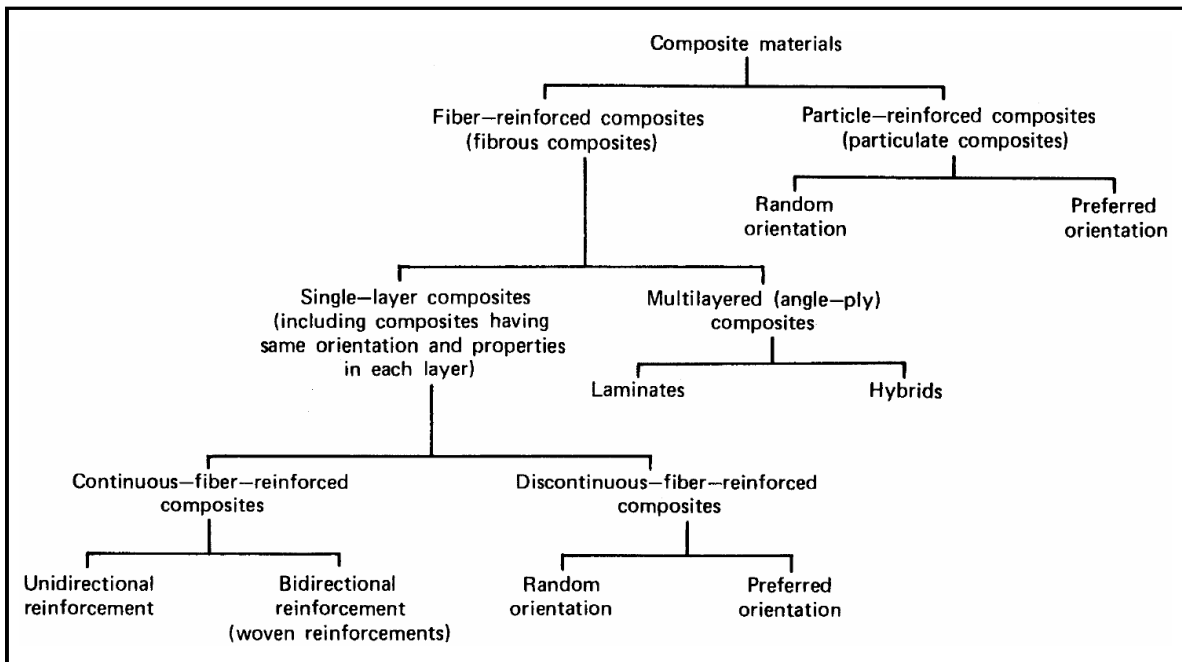 Composite materials
Fiber—reinforced composites
(fibrous composites)
Particle—reinforced composites
(particulate composites)
Random
orientation
Preferred
orientation
Single—layer composites
(including composites having
same orientation and properties
in each layer)
Multilayered (angle—ply)
composites
Laminates
Hybrids
Continuous—fiber—reinforced
composites
Discontinuous—fiber—reinforced
composites
Unidirectional
reinforcement
Bidirectional
reinforcement
(woven reinforcements)
Random
orientation
Preferred
orientation